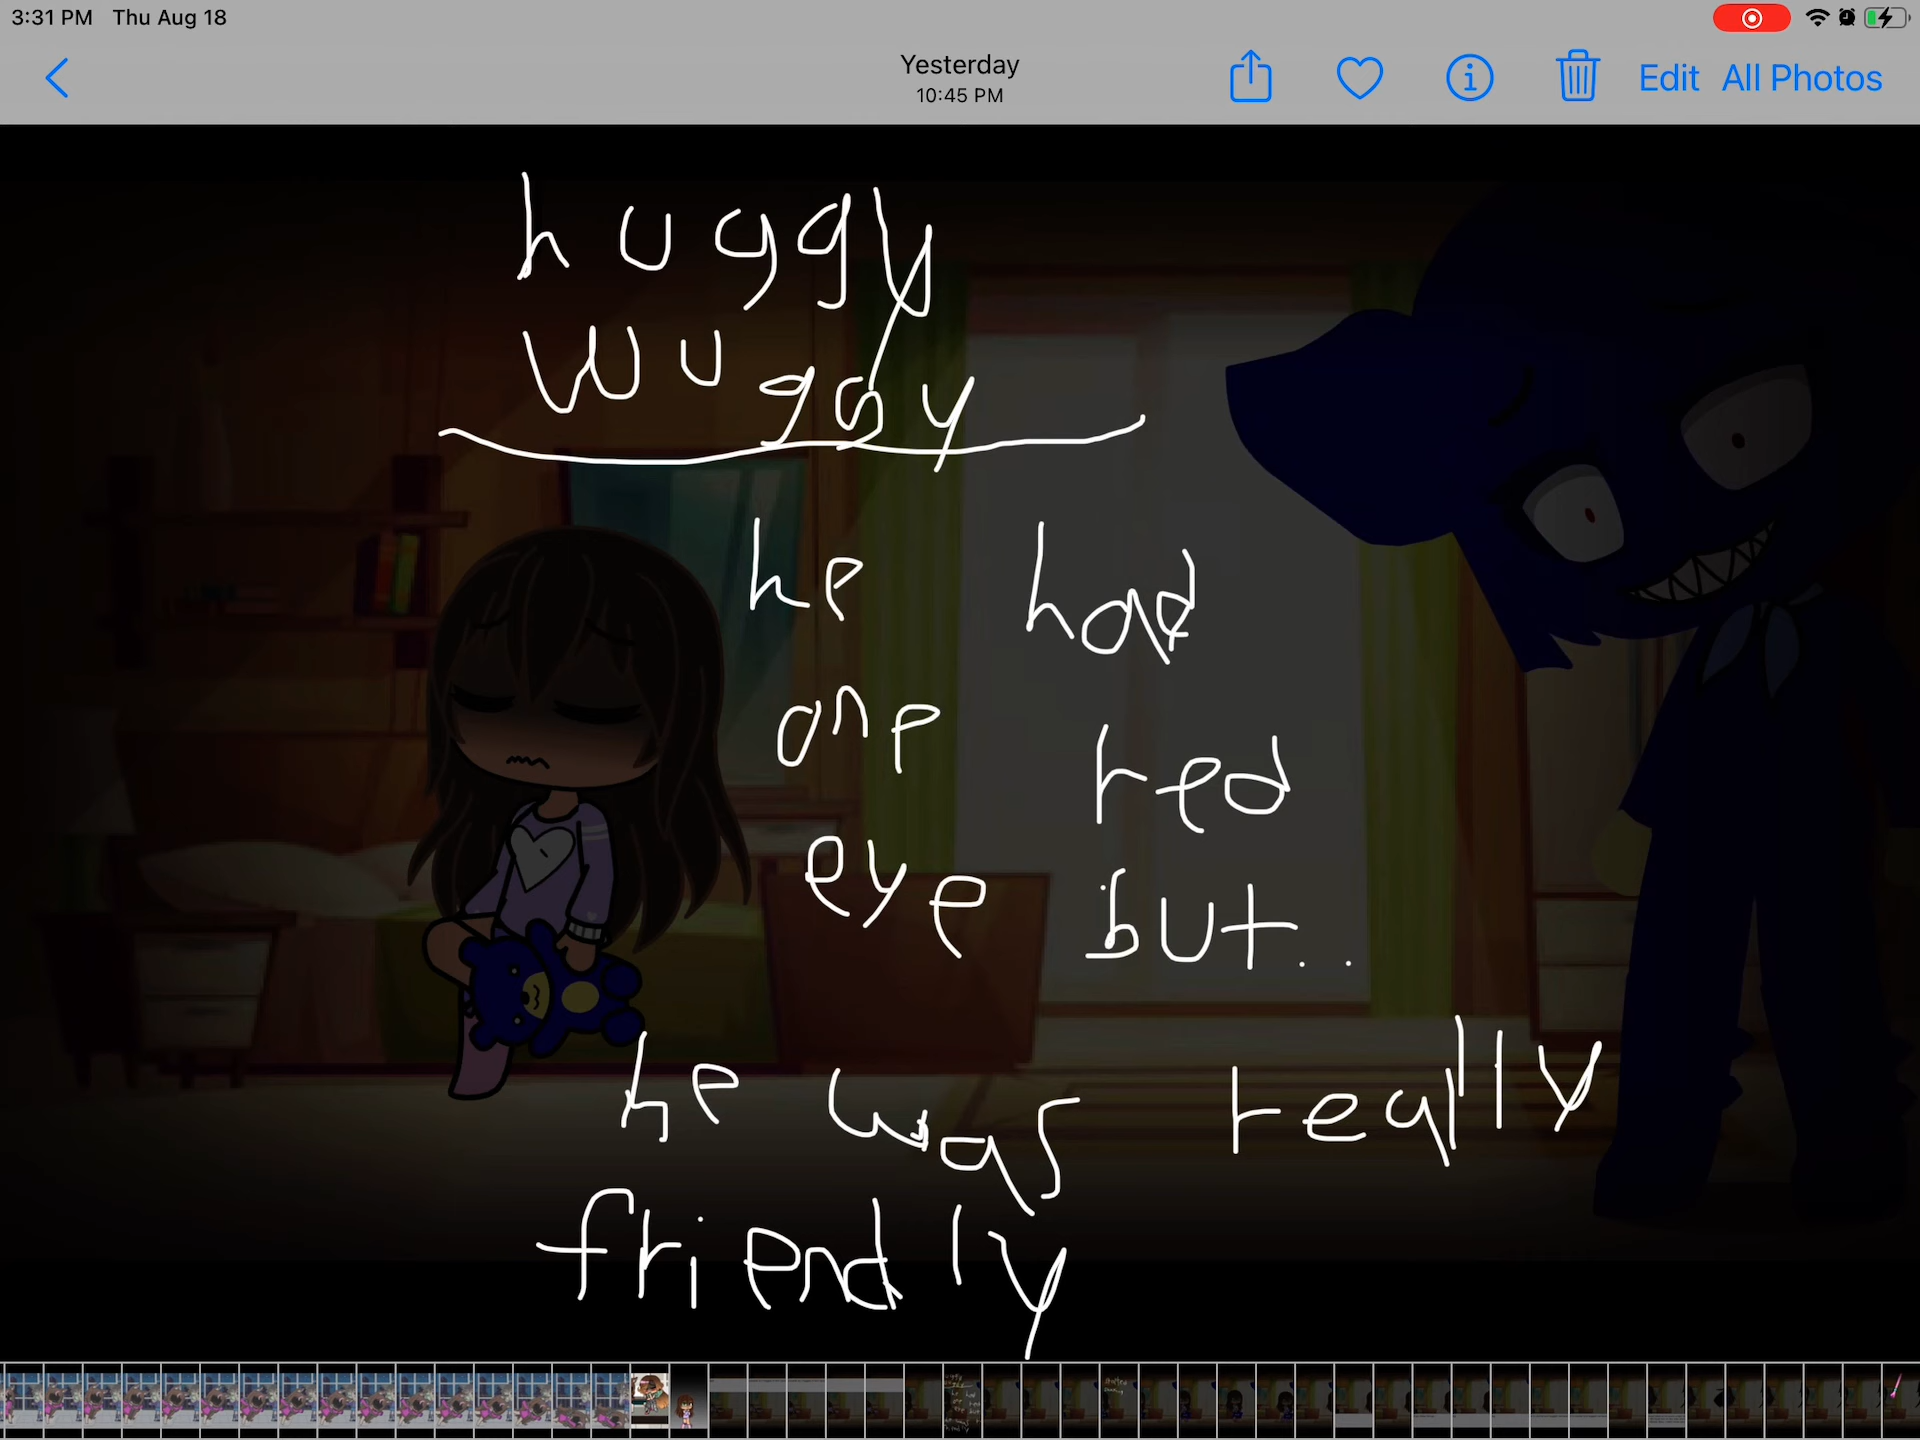 3:31 PM Thu Aug 18
Yesterday
10:45 PM
Edit All Photos
huggly
wuggy
he had
one red
eye but..
he was really
friendly